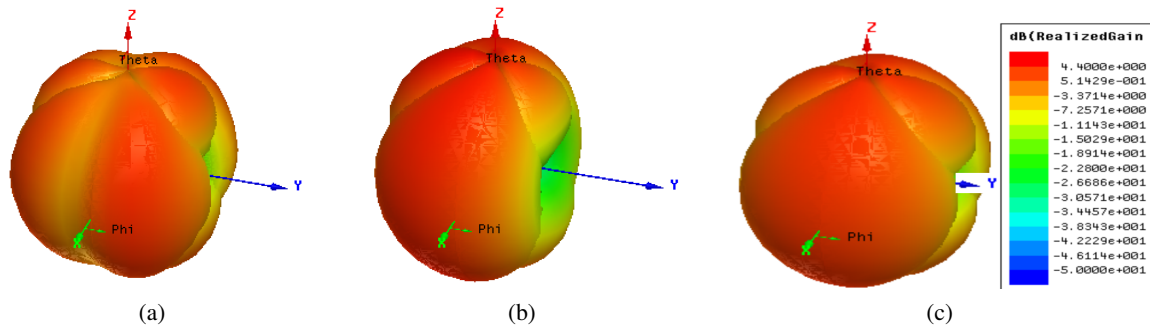 Z
Theta
Y
Phi
X
(a)
Z
Theta
Y
Phi
X
(b)
Z
Theta
Y
Phi
X
(c)
dB(RealizedGain
4.4000e+000
5.1429e-001
-3.3714e+000
-7.2571e+000
-1.1143e+001
-1.5029e+001
-1.8914e+001
-2.2800e+001
-2.6686e+001
-3.0571e+001
-3.4457e+001
-3.8343e+001
-4.2229e+001
-4.6114e+001
-5.0000e+001